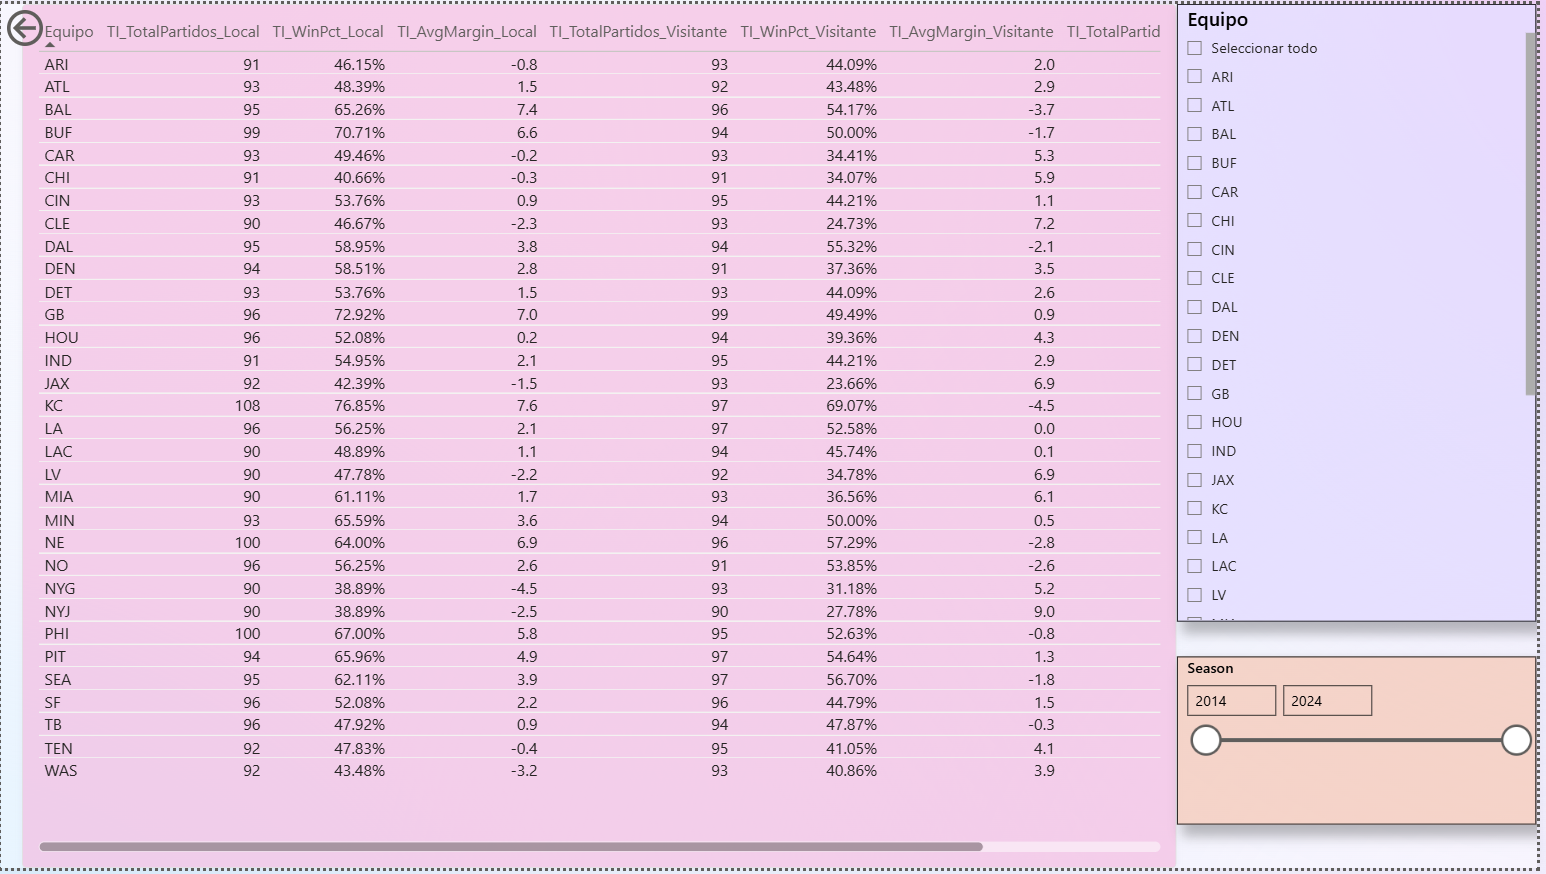 Equipo TI_TotalPartidos_Local TI_WinPct_Local TI_AvgMargin_Local TI_TotalPartidos_Visitante TI_WinPct_Visitante TI_AvgMargin_Visitante TI_TotalPartid
ARI 91 46.15% -0.8 93 44.09% 2.0
ATL 93 48.39% 1.5 92 43.48% 2.9
BAL 95 65.26% 7.4 96 54.17% -3.7
BUF 99 70.71% 6.6 94 50.00% -1.7
CAR 93 49.46% -0.2 93 34.41% 5.3
CHI 91 40.66% -0.3 91 34.07% 5.9
CIN 93 53.76% 0.9 95 44.21% 1.1
CLE 90 46.67% -2.3 93 24.73% 7.2
DAL 95 58.95% 3.8 94 55.32% -2.1
DEN 94 58.51% 2.8 91 37.36% 3.5
DET 93 53.76% 1.5 93 44.09% 2.6
GB 96 72.92% 7.0 99 49.49% 0.9
HOU 96 52.08% 0.2 94 39.36% 4.3
IND 91 54.95% 2.1 95 44.21% 2.9
JAX 92 42.39% -1.5 93 23.66% 6.9
KC 108 76.85% 7.6 97 69.07% -4.5
LA 96 56.25% 2.1 97 52.58% 0.0
LAC 90 48.89% 1.1 94 45.74% 0.1
LV 90 47.78% -2.2 92 34.78% 6.9
MIA 90 61.11% 1.7 93 36.56% 6.1
MIN 93 65.59% 3.6 94 50.00% 0.5
NE 100 64.00% 6.9 96 57.29% -2.8
NO 96 56.25% 2.6 91 53.85% -2.6
NYG 90 38.89% -4.5 93 31.18% 5.2
NYJ 90 38.89% -2.5 90 27.78% 9.0
PHI 100 67.00% 5.8 95 52.63% -0.8
PIT 94 65.96% 4.9 97 54.64% 1.3
SEA 95 62.11% 3.9 97 56.70% -1.8
SF 96 52.08% 2.2 96 44.79% 1.5
TB 96 47.92% 0.9 94 47.87% -0.3
TEN 92 47.83% -0.4 95 41.05% 4.1
WAS 92 43.48% -3.2 93 40.86% 3.9
Equipo
Seleccionar todo
ARI
ATL
BAL
BUF
CAR
CHI
CIN
CLE
DAL
DEN
DET
GB
HOU
IND
JAX
KC
LA
LAC
LV
Season
2014 2024